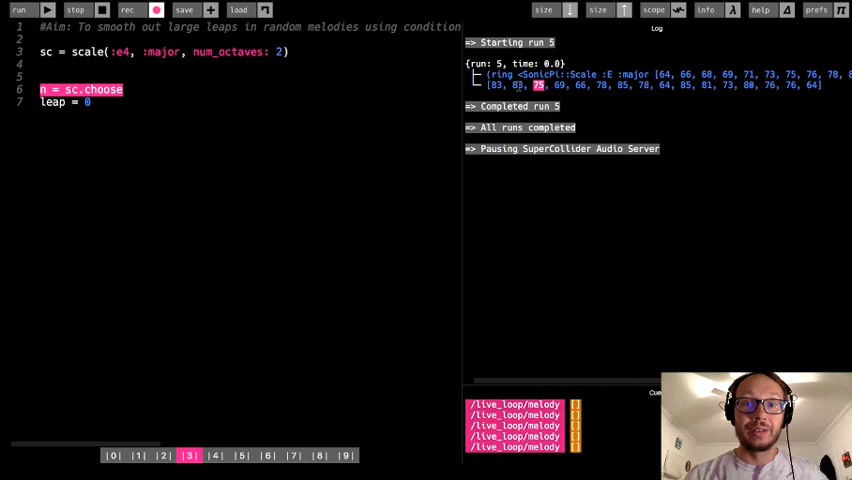 run stop rec save load size size scope info help prefs
1 #Aim: To smooth out large leaps in random melodies using condition
2
3 sc = scale(:e4, :major, num_octaves: 2)
4
5
6 n = sc.choose
7 leap = 0
Log
=> Starting run 5
{run: 5, time: 0.0}
(ring <SonicPi::Scale :E :major [64, 66, 68, 69, 71, 73, 75, 76, 78, 8
[83, 83, 75, 69, 66, 78, 85, 78, 64, 85, 81, 73, 80, 76, 76, 64]
=> Completed run 5
=> All runs completed
=> Pausing SuperCollider Audio Server
Cue
/live_loop/melody []
/live_loop/melody []
/live_loop/melody []
/live_loop/melody []
/live_loop/melody []
|0| |1| |2| |3| |4| |5| |6| |7| |8| |9|